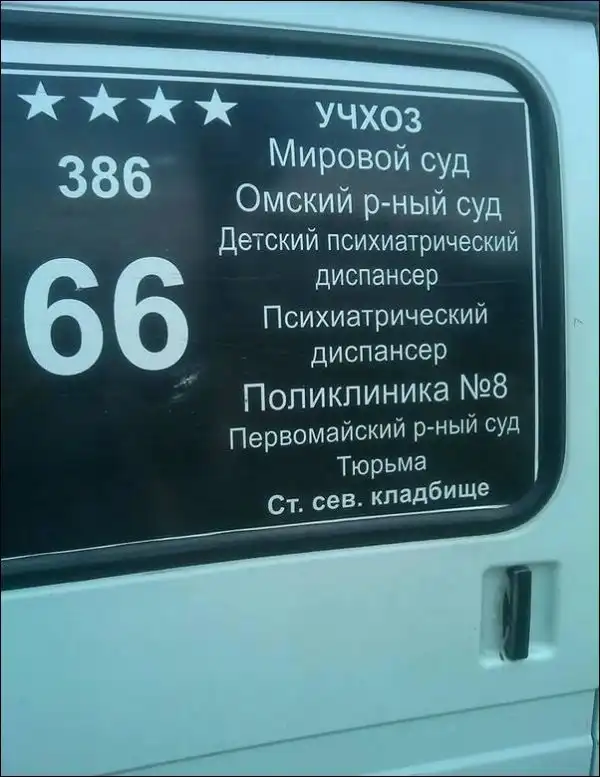 ★★★★
386
66
УЧХОЗ
Мировой суд
Омский р-ный суд
Детский психиатрический
диспансер
Психиатрический
диспансер
Поликлиника №8
Первомайский р-ный суд
Тюрьма
Ст. сев. кладбище